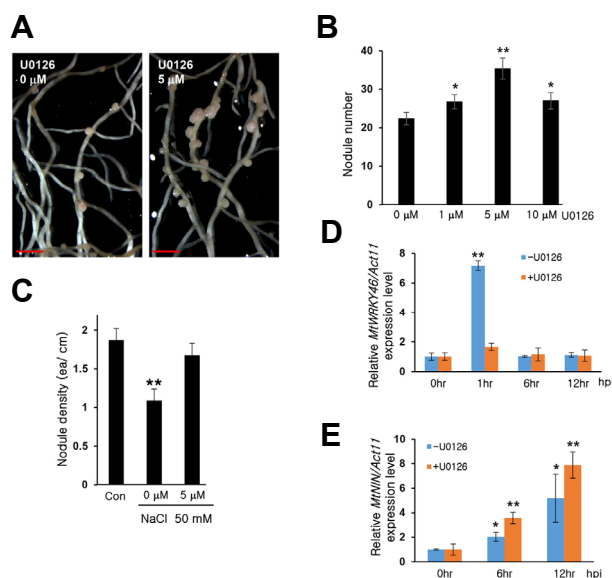 A
U0126
0 μM
U0126
5 μM
B
Nodule number
40
30
20
10
0
*
**
*
0 μM 1 μM 5 μM 10 μM U0126
C
Nodule density (ea/ cm)
2
1.5
1
0.5
0
**
Con 0 μM 5 μM
NaCl 50 mM
D
Relative MtWRKY46/Act11
expression level
8
6
4
2
0
**
-U0126
+U0126
0hr 1hr 6hr 12hr hpi
E
Relative MtNIN/Act11
expression level
10
8
6
4
2
0
-U0126
+U0126
* ** * **
0hr 6hr 12hr hpi